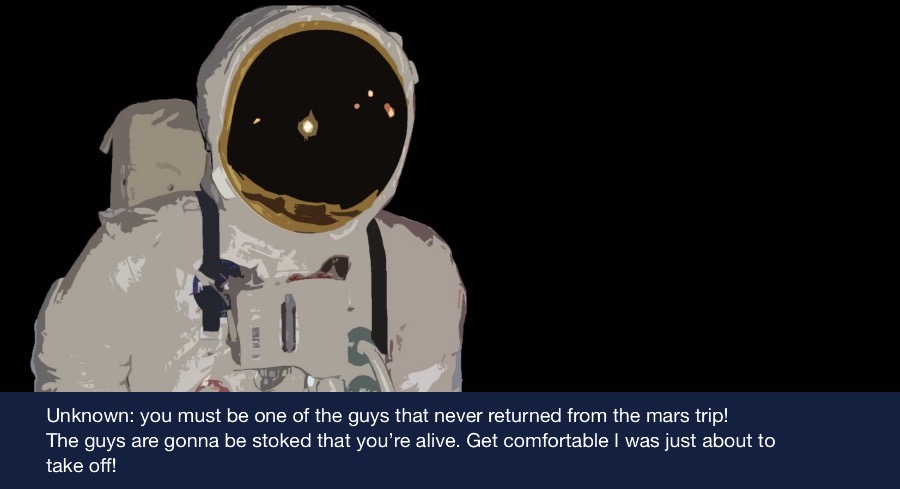 Unknown: you must be one of the guys that never returned from the mars trip!
The guys are gonna be stoked that you’re alive. Get comfortable I was just about to
take off!